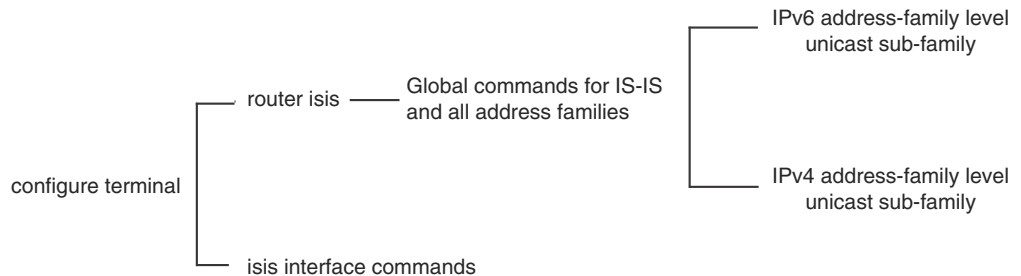 IPv6 address-family level
unicast sub-family
router isis
Global commands for IS-IS
and all address families
configure terminal
IPv4 address-family level
unicast sub-family
isis interface commands